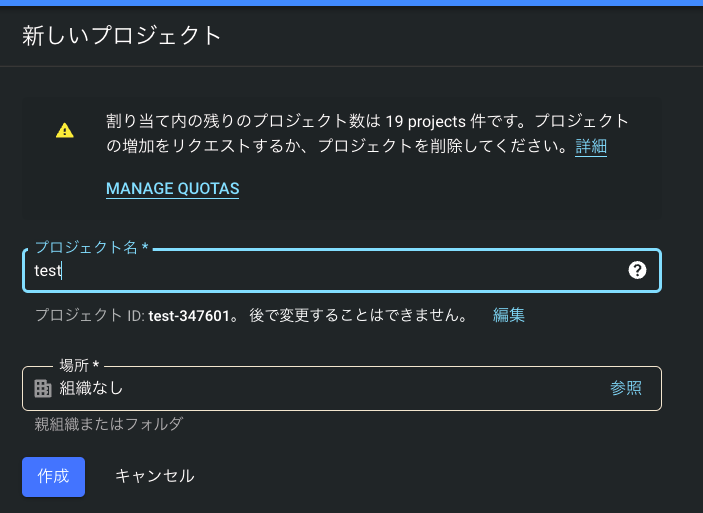 新しいプロジェクト
割り当て内の残りのプロジェクト数は 19 projects 件です。プロジェクト
の増加をリクエストするか、プロジェクトを削除してください。詳細
MANAGE QUOTAS
プロジェクト名 *
test
プロジェクト ID: test-347601。 後で変更することはできません。 編集
場所 *
組織なし 参照
親組織またはフォルダ
作成 キャンセル